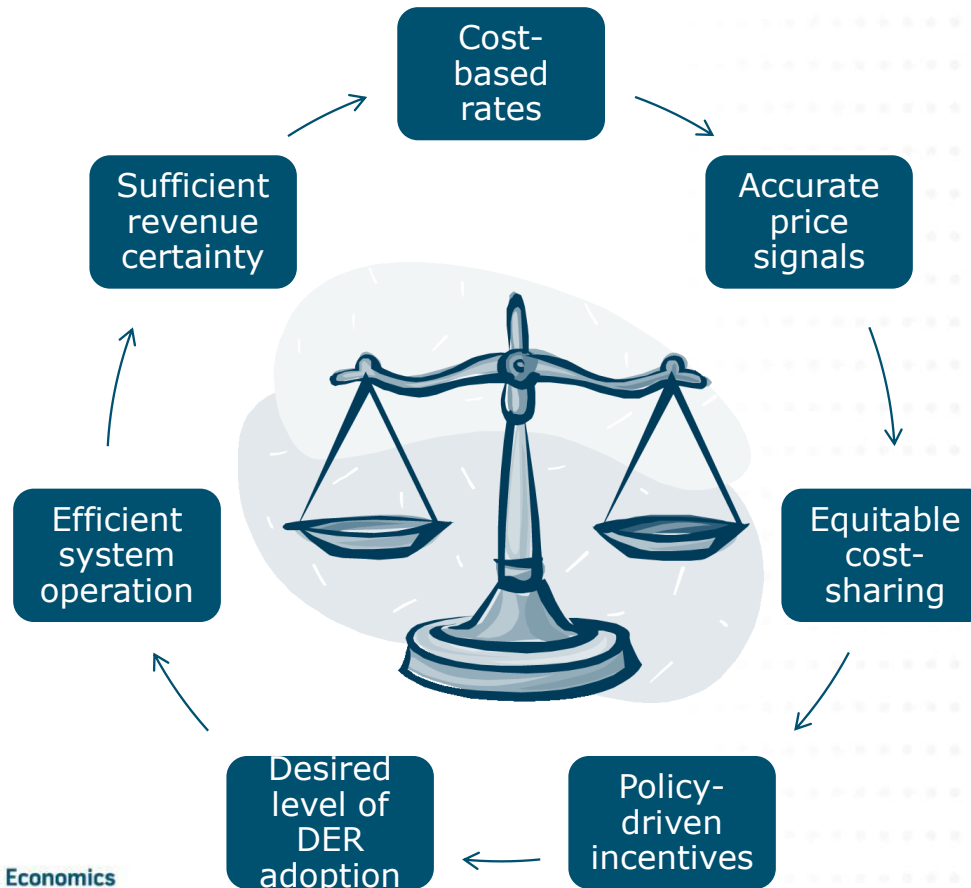 Cost-
based
rates
Accurate
price
signals
Equitable
cost-
sharing
Policy-
driven
incentives
Desired
level of
DER
adoption
Efficient
system
operation
Sufficient
revenue
certainty
Economics